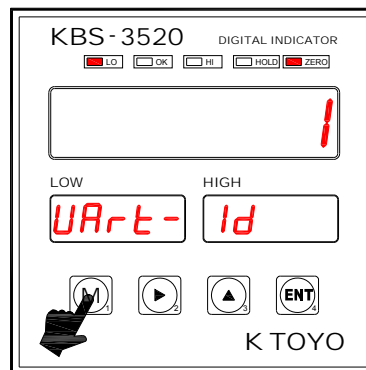 KBS-3520 DIGITAL INDICATOR
LO OK HI HOLD ZERO
1
LOW HIGH
UArt- Id
M 1 2 3 ENT 4
K TOYO